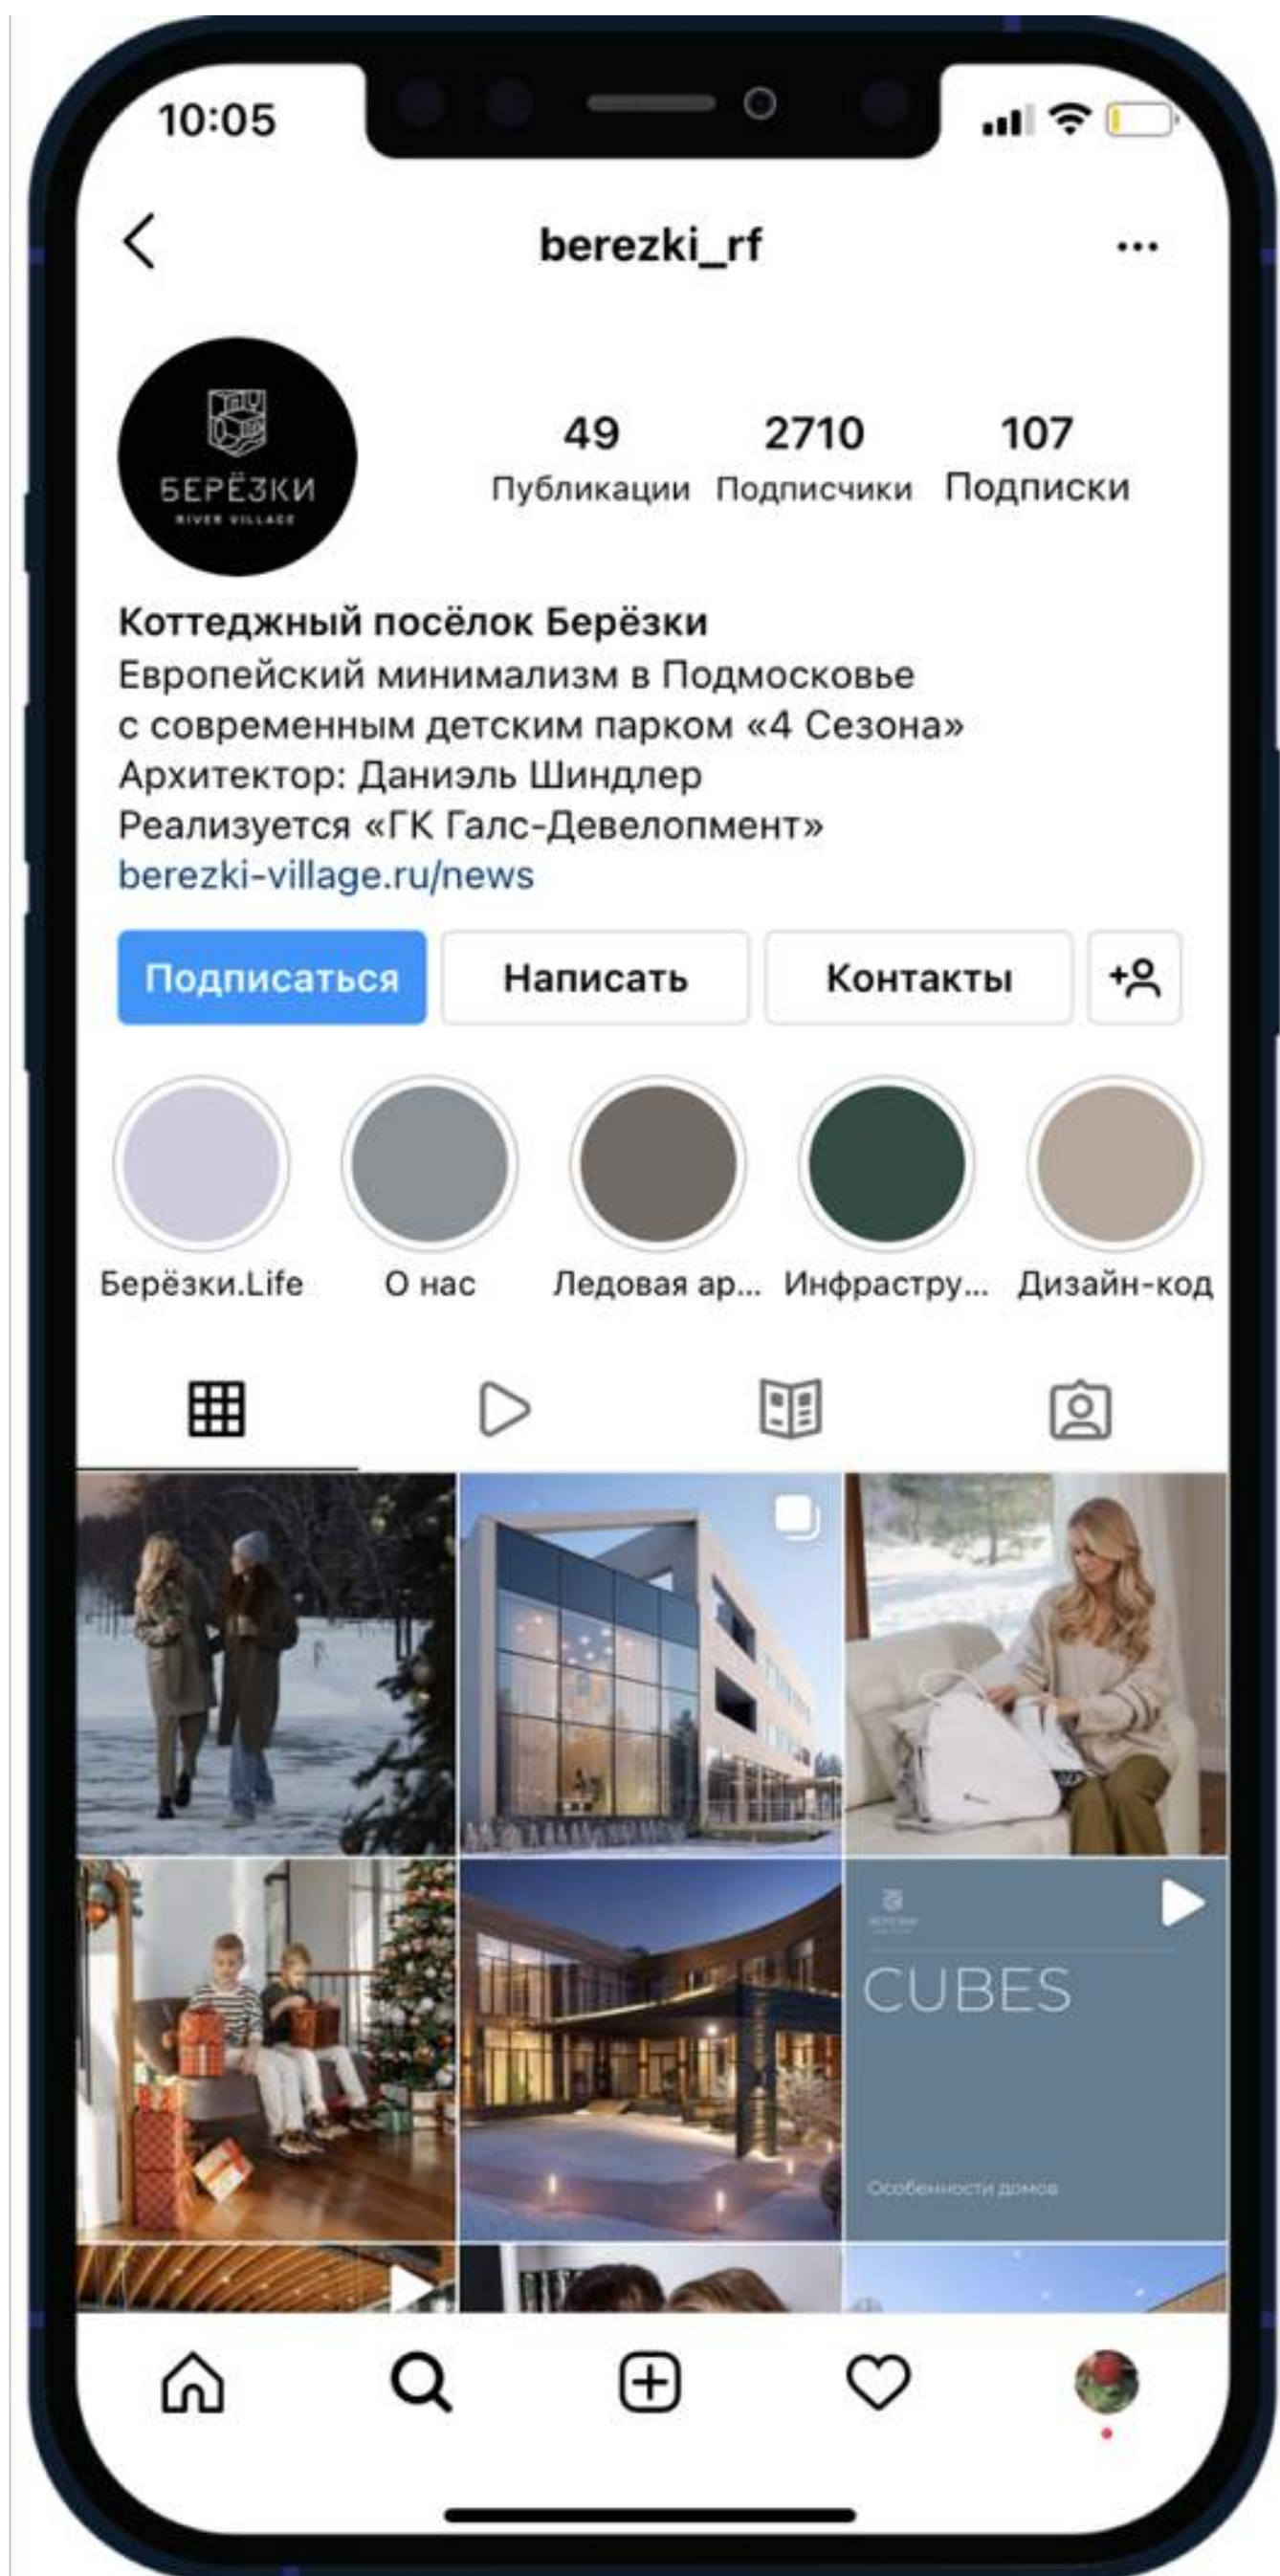 10:05
berezki_rf
БЕРЁЗКИ
RIVER VILLAGE
49
Публикации
2710
Подписчики
107
Подписки
Коттеджный посёлок Берёзки
Европейский минимализм в Подмосковье
с современным детским парком «4 Сезона»
Архитектор: Даниэль Шиндлер
Реализуется «ГК Галс-Девелопмент»
berezki-village.ru/news
Подписаться
Написать
Контакты
Берёзки.Life
О нас
Ледовая ар...
Инфрастру...
Дизайн-код
CUBES
Особенности домов